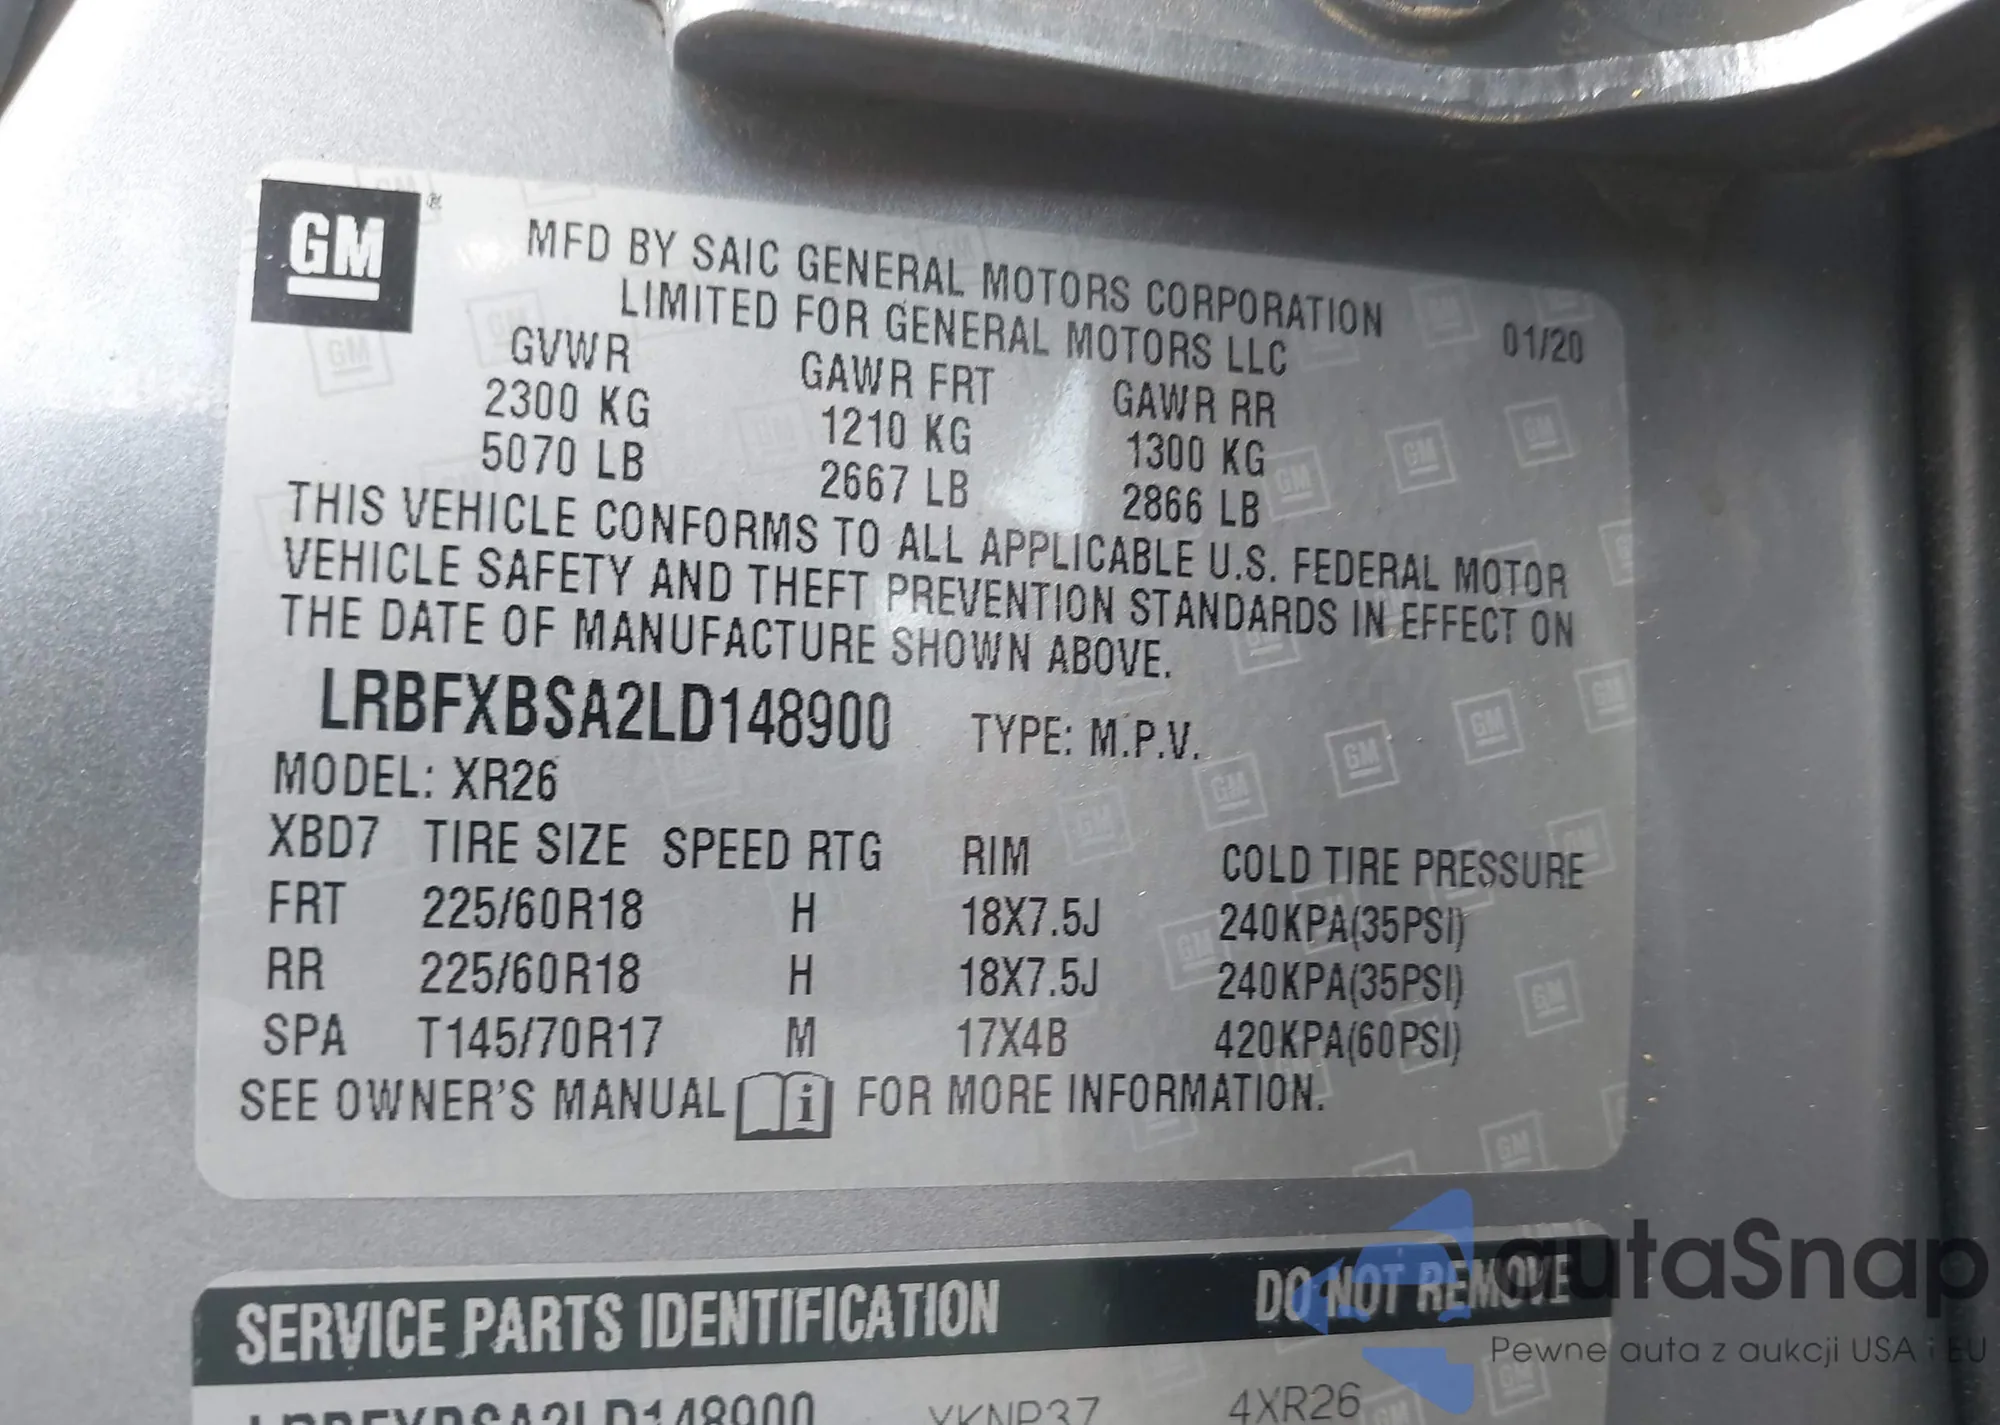 GM ®
MFD BY SAIC GENERAL MOTORS CORPORATION
LIMITED FOR GENERAL MOTORS LLC
01/20
GVWR GAWR FRT GAWR RR
2300 KG 1210 KG 1300 KG
5070 LB 2667 LB 2866 LB
THIS VEHICLE CONFORMS TO ALL APPLICABLE U.S. FEDERAL MOTOR
VEHICLE SAFETY AND THEFT PREVENTION STANDARDS IN EFFECT ON
THE DATE OF MANUFACTURE SHOWN ABOVE.
LRBFXBSA2LD148900 TYPE: M.P.V.
MODEL: XR26
XBD7 TIRE SIZE SPEED RTG RIM COLD TIRE PRESSURE
FRT 225/60R18 H 18X7.5J 240KPA(35PSI)
RR 225/60R18 H 18X7.5J 240KPA(35PSI)
SPA T145/70R17 M 17X4B 420KPA(60PSI)
SEE OWNER'S MANUAL i FOR MORE INFORMATION.
SERVICE PARTS IDENTIFICATION DO NOT REMOVE
LRBFXBSA2LD148900 YKNP37 4XR26
autaSnap
Pewne auta z aukcji USA i EU